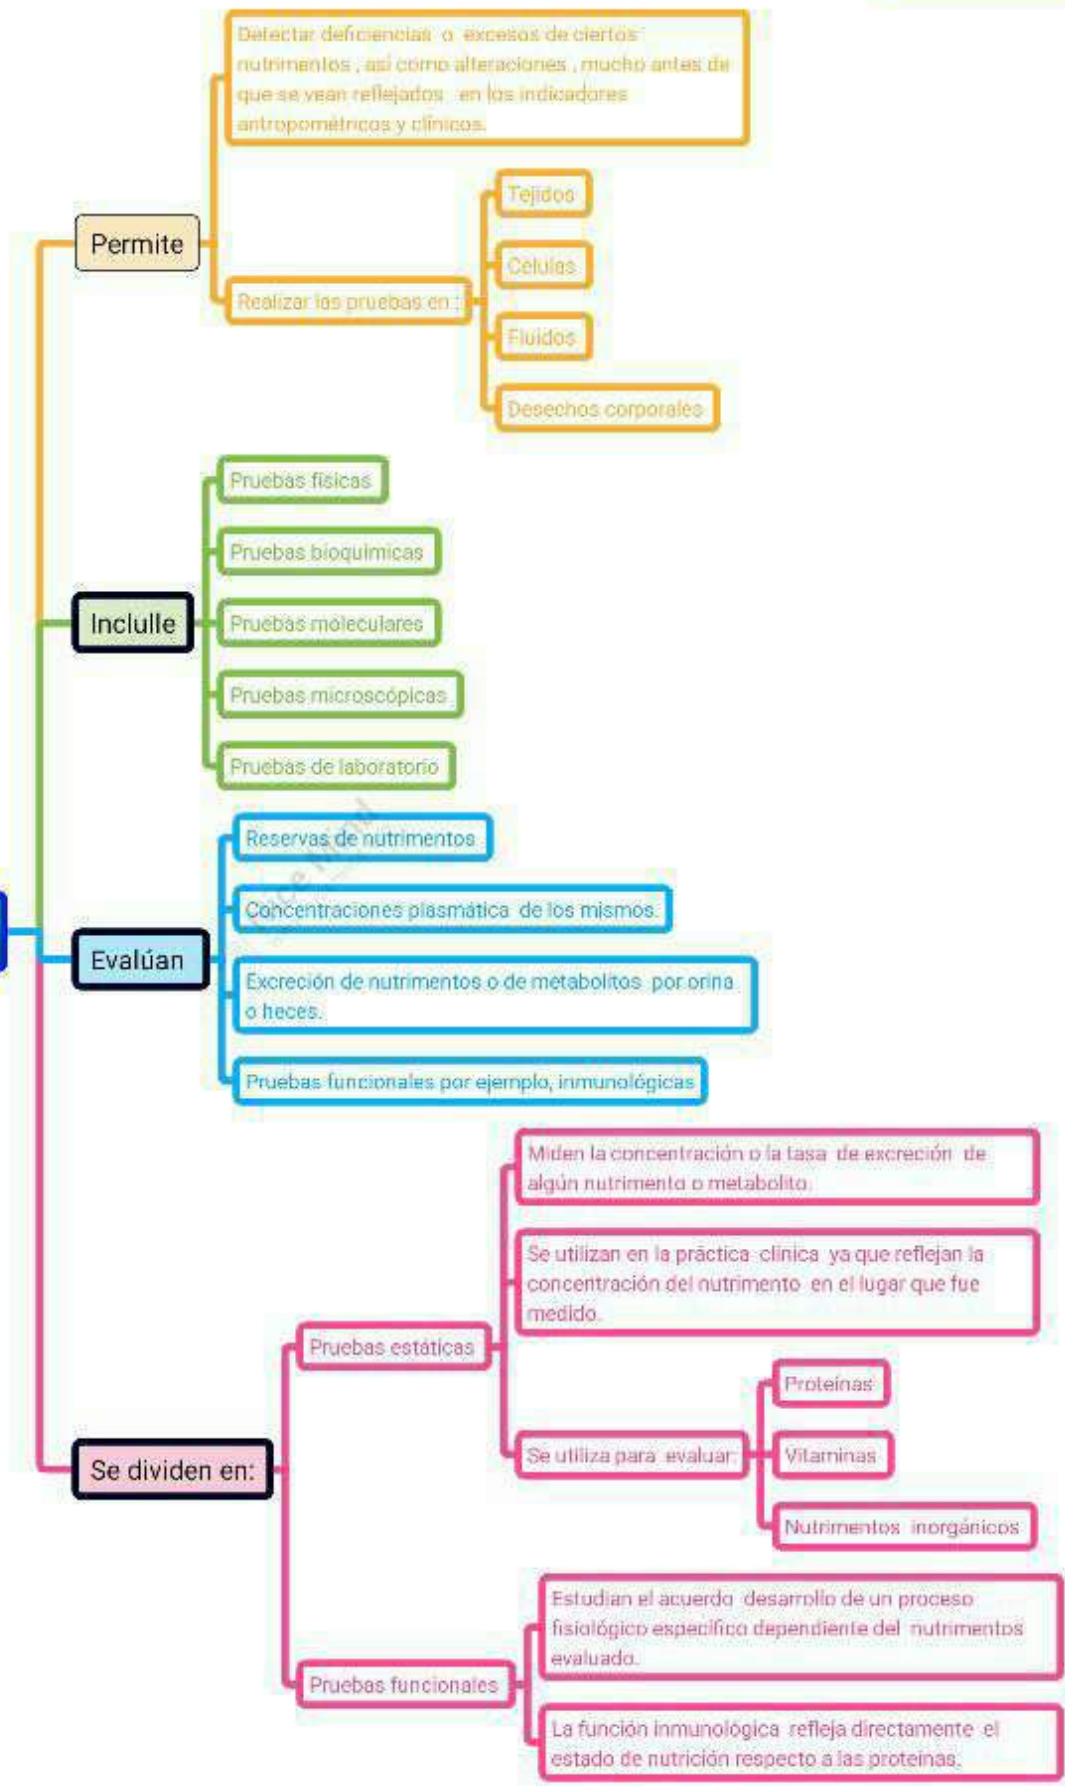 Detectar deficiencias o excesos de ciertos
nutrimentos , asi como alteraciones , mucho antes de
que se vean reflejados en los indicadores
antropométricos y clínicos.
Permite
Realizar las pruebas en :
Tejidos
Celulas
Fluidos
Desechos corporales
Inclulle
Pruebas físicas
Pruebas bioquímicas
Pruebas moleculares
Pruebas microscópicas
Pruebas de laboratorio
Evalúan
Reservas de nutrimentos
Concentraciones plasmática de los mismos.
Excreción de nutrimentos o de metabolitos por orina
o heces.
Pruebas funcionales por ejemplo, inmunológicas
Se dividen en:
Pruebas estáticas
Miden la concentración o la tasa de excreción de
algún nutrimento o metabolito.
Se utilizan en la práctica clínica ya que reflejan la
concentración del nutrimento en el lugar que fue
medido.
Se utiliza para evaluar:
Proteínas
Vitaminas
Nutrimentos inorgánicos
Pruebas funcionales
Estudian el acuerdo desarrollo de un proceso
fisiológico específico dependiente del nutrimentos
evaluado.
La función inmunológica refleja directamente el
estado de nutrición respecto a las proteínas.